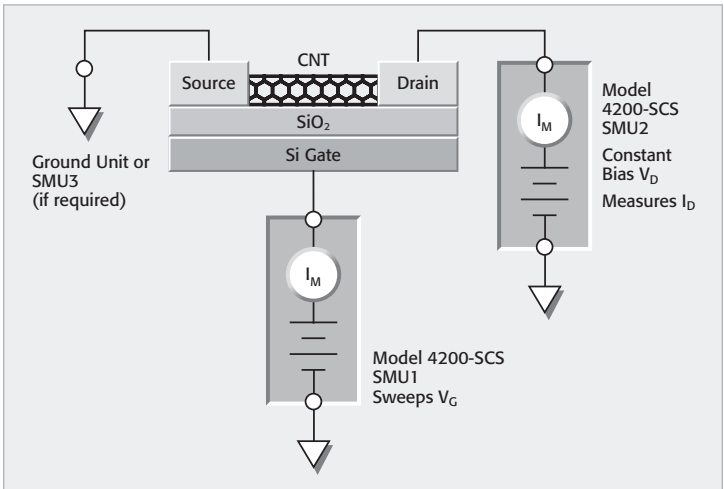 CNT
Source
Drain
SiO₂
Si Gate
Ground Unit or
SMU3
(if required)
I_M
Model
4200-SCS
SMU2
Constant
Bias V_D
Measures I_D
I_M
Model 4200-SCS
SMU1
Sweeps V_G